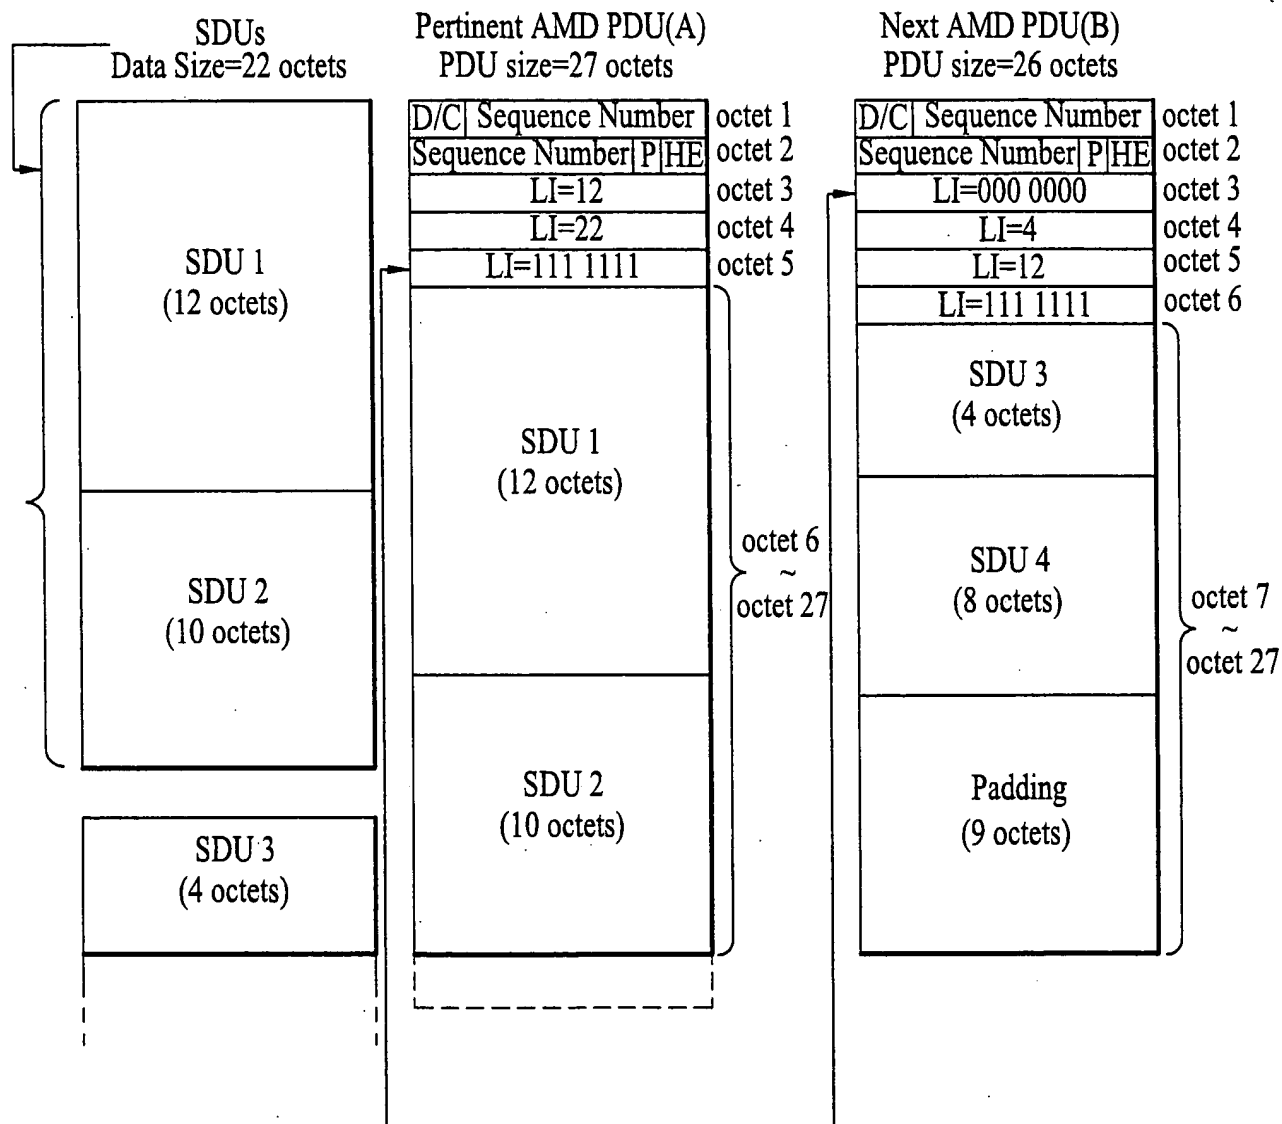 SDUs
Data Size=22 octets
SDU 1
(12 octets)
SDU 2
(10 octets)
SDU 3
(4 octets)
Pertinent AMD PDU(A)
PDU size=27 octets
D/C Sequence Number octet 1
Sequence Number P HE octet 2
LI=12 octet 3
LI=22 octet 4
LI=111 1111 octet 5
SDU 1
(12 octets)
SDU 2
(10 octets)
octet 6
~
octet 27
Next AMD PDU(B)
PDU size=26 octets
D/C Sequence Number octet 1
Sequence Number P HE octet 2
LI=000 0000 octet 3
LI=4 octet 4
LI=12 octet 5
LI=111 1111 octet 6
SDU 3
(4 octets)
SDU 4
(8 octets)
Padding
(9 octets)
octet 7
~
octet 27